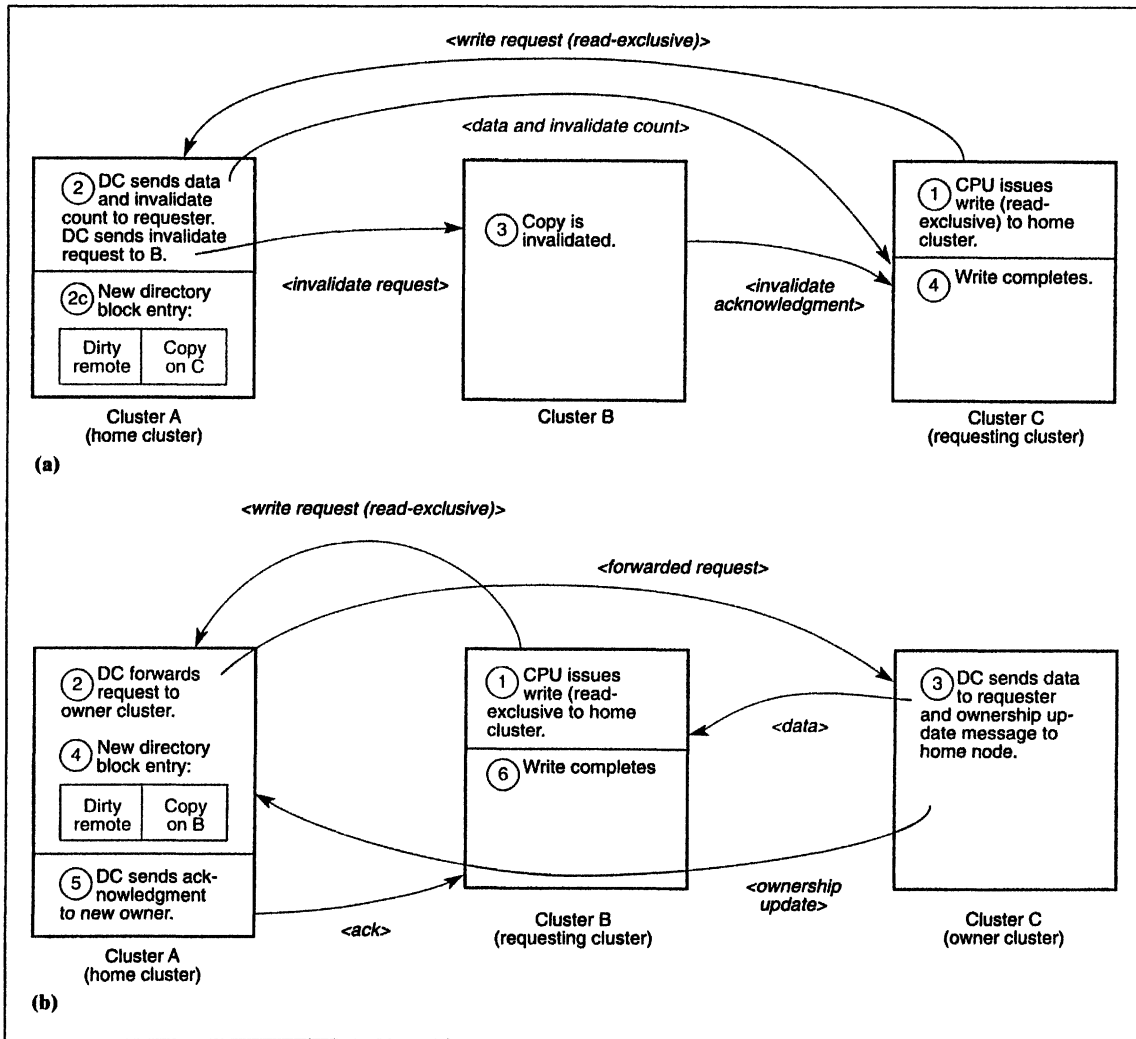 <write request (read-exclusive)>
<data and invalidate count>
2 DC sends data
and invalidate
count to requester.
DC sends invalidate
request to B.
2c New directory
block entry:
Dirty
remote
Copy
on C
Cluster A
(home cluster)
<invalidate request>
3 Copy is
invalidated.
Cluster B
<invalidate
acknowledgment>
1 CPU issues
write (read-
exclusive) to home
cluster.
4 Write completes.
Cluster C
(requesting cluster)
(a)
<write request (read-exclusive)>
<forwarded request>
2 DC forwards
request to
owner cluster.
4 New directory
block entry:
Dirty
remote
Copy
on B
5 DC sends ack-
nowledgment
to new owner.
Cluster A
(home cluster)
<ack>
1 CPU issues
write (read-
exclusive to home
cluster.
6 Write completes
Cluster B
(requesting cluster)
<data>
<ownership
update>
3 DC sends data
to requester
and ownership up-
date message to
home node.
Cluster C
(owner cluster)
(b)